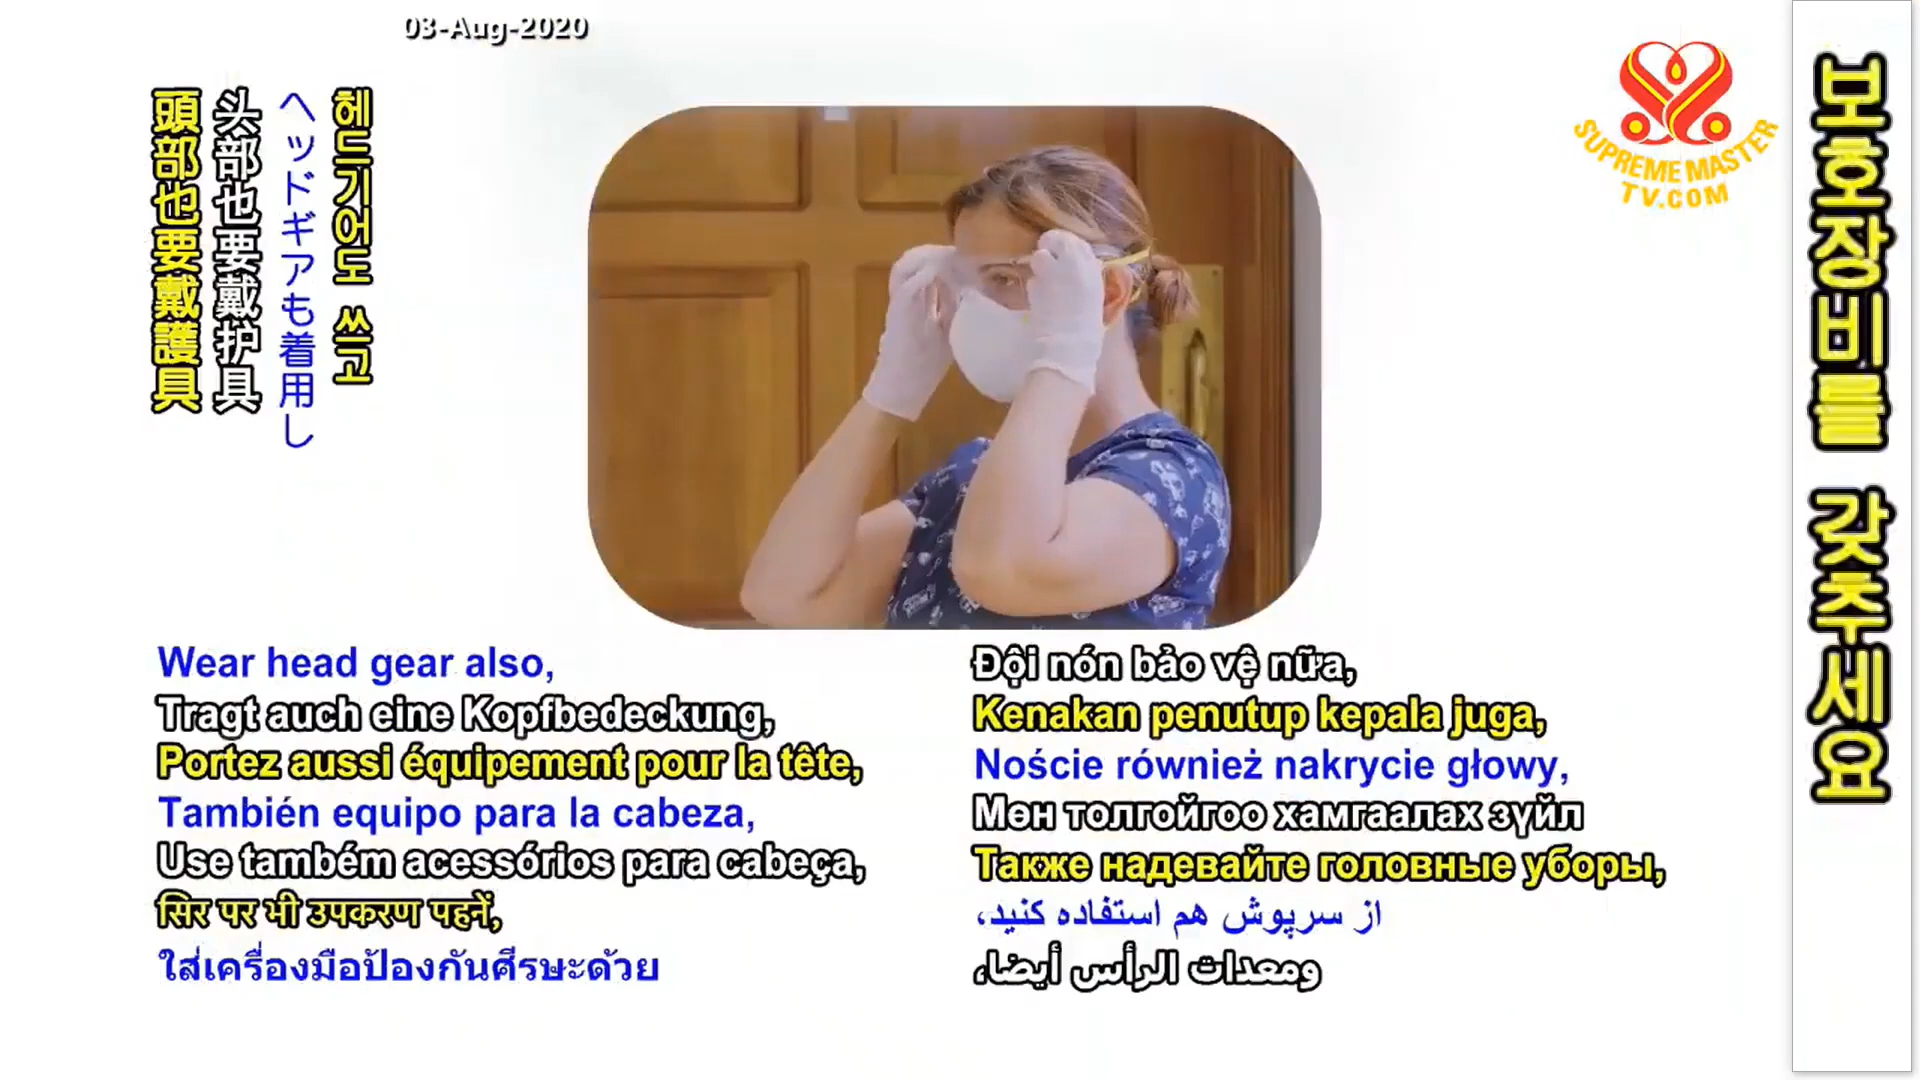 03-Aug-2020
頭部也要戴護具
头部也要戴护具
ヘッドギアも着用し
헤드기어도 쓰고
SUPREME MASTER
TV.COM
보호장비를 갖추세요
Wear head gear also,
Tragt auch eine Kopfbedeckung,
Portez aussi équipement pour la tête,
También equipo para la cabeza,
Use também acessórios para cabeça,
सिर पर भी उपकरण पहनें,
ใส่เครื่องมือป้องกันศีรษะด้วย
Đội nón bảo vệ nữa,
Kenakan penutup kepala juga,
Noście również nakrycie głowy,
Мөн толгойгоо хамгаалах зүйл
Также надевайте головные уборы,
از سرپوش هم استفاده کنید،
ومعدات الرأس أيضا،